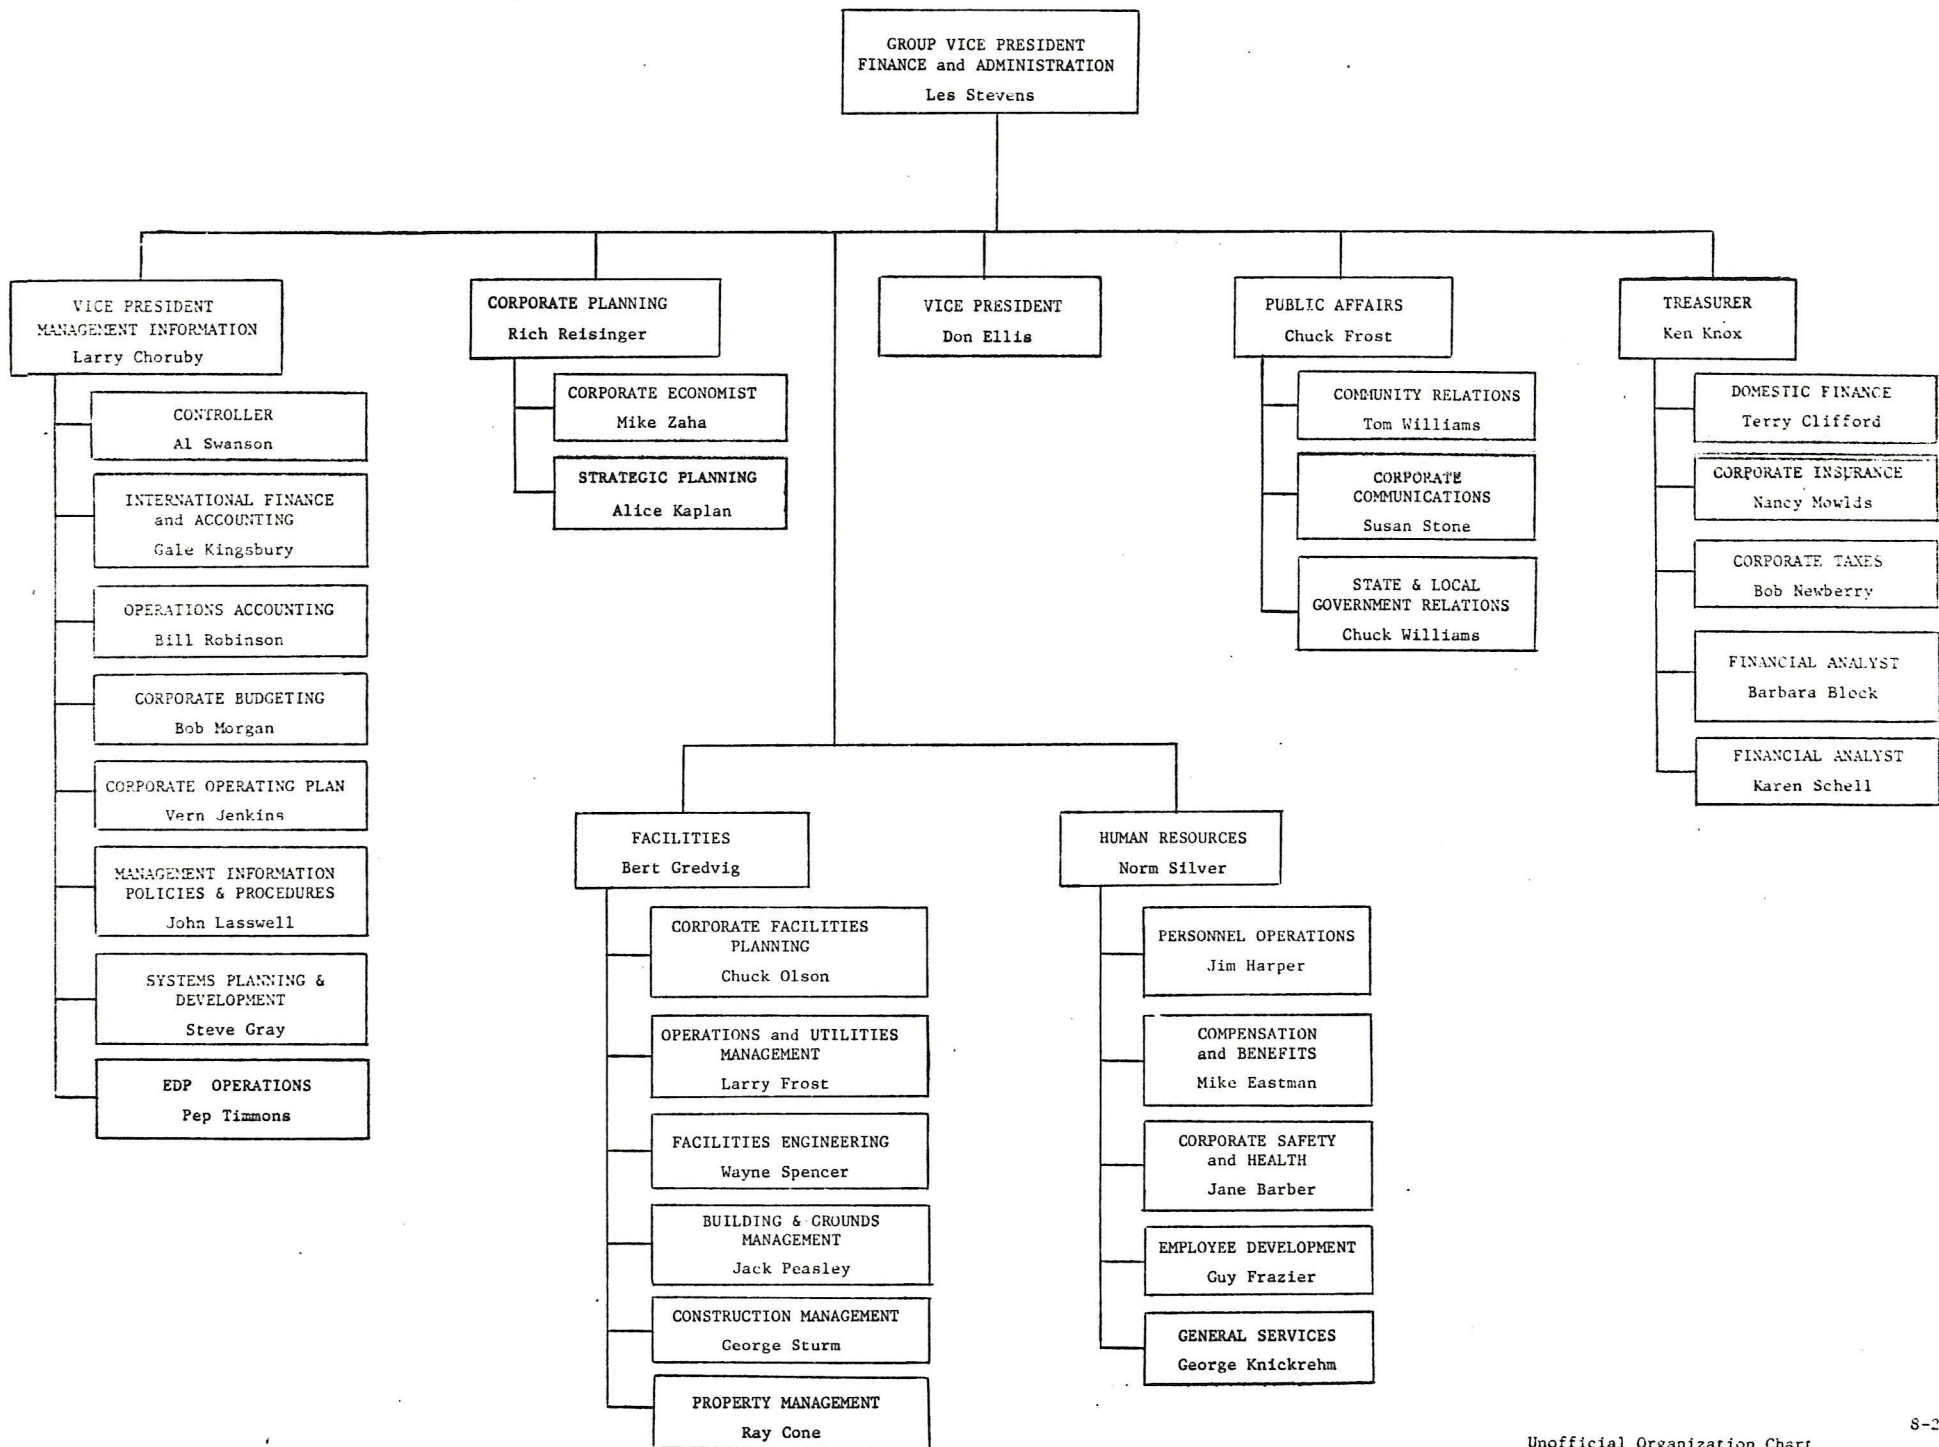 GROUP VICE PRESIDENT
FINANCE and ADMINISTRATION
Les Stevens
VICE PRESIDENT
MANAGEMENT INFORMATION
Larry Choruby
CONTROLLER
Al Swanson
INTERNATIONAL FINANCE
and ACCOUNTING
Gale Kingsbury
OPERATIONS ACCOUNTING
Bill Robinson
CORPORATE BUDGETING
Bob Morgan
CORPORATE OPERATING PLAN
Vern Jenkins
MANAGEMENT INFORMATION
POLICIES & PROCEDURES
John Lasswell
SYSTEMS PLANNING &
DEVELOPMENT
Steve Gray
EDP OPERATIONS
Pep Timmons
CORPORATE PLANNING
Rich Reisinger
CORPORATE ECONOMIST
Mike Zaha
STRATEGIC PLANNING
Alice Kaplan
VICE PRESIDENT
Don Ellis
PUBLIC AFFAIRS
Chuck Frost
COMMUNITY RELATIONS
Tom Williams
CORPORATE
COMMUNICATIONS
Susan Stone
STATE & LOCAL
GOVERNMENT RELATIONS
Chuck Williams
TREASURER
Ken Knox
DOMESTIC FINANCE
Terry Clifford
CORPORATE INSURANCE
Nancy Mowlds
CORPORATE TAXES
Bob Newberry
FINANCIAL ANALYST
Barbara Block
FINANCIAL ANALYST
Karen Schell
FACILITIES
Bert Gredvig
CORPORATE FACILITIES
PLANNING
Chuck Olson
OPERATIONS and UTILITIES
MANAGEMENT
Larry Frost
FACILITIES ENGINEERING
Wayne Spencer
BUILDING & GROUNDS
MANAGEMENT
Jack Peasley
CONSTRUCTION MANAGEMENT
George Sturm
PROPERTY MANAGEMENT
Ray Cone
HUMAN RESOURCES
Norm Silver
PERSONNEL OPERATIONS
Jim Harper
COMPENSATION
and BENEFITS
Mike Eastman
CORPORATE SAFETY
and HEALTH
Jane Barber
EMPLOYEE DEVELOPMENT
Guy Frazier
GENERAL SERVICES
George Knickrehm
Unofficial Organization Chart